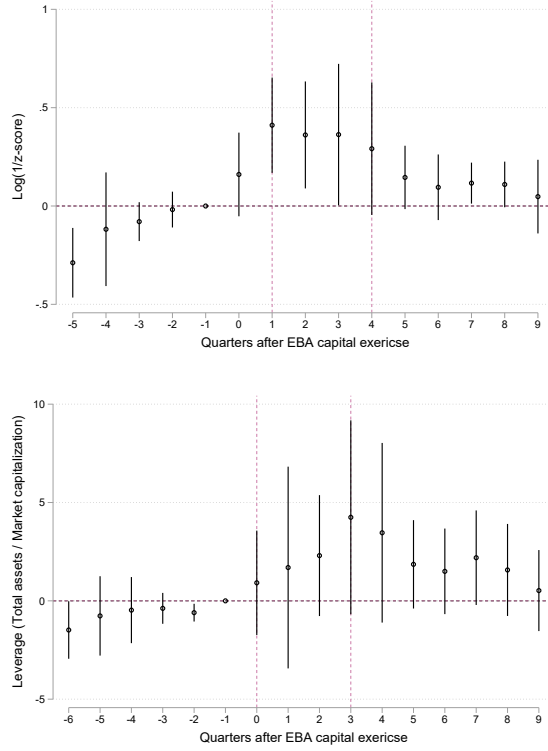 Log(1/z-score)
1
.5
0
-.5
-5 -4 -3 -2 -1 0 1 2 3 4 5 6 7 8 9
Quarters after EBA capital exericse
Leverage (Total assets / Market capitalization)
10
5
0
-5
-6 -5 -4 -3 -2 -1 0 1 2 3 4 5 6 7 8 9
Quarters after EBA capital exericse